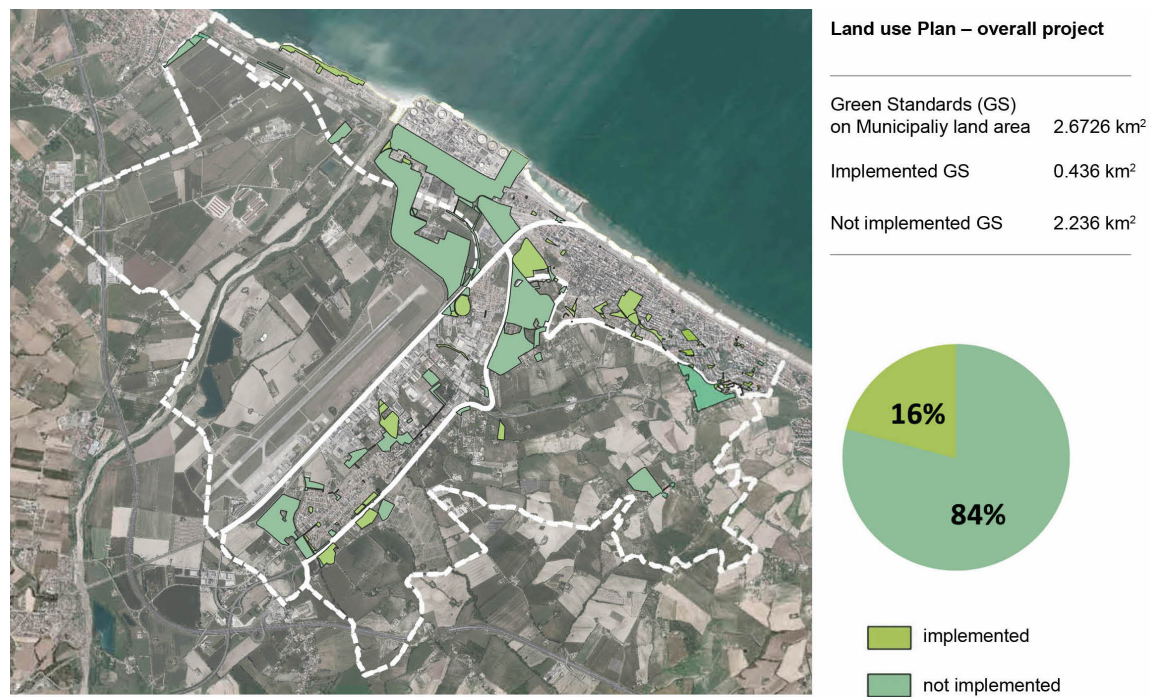 Land use Plan – overall project
Green Standards (GS)
on Municipaliy land area 2.6726 km²
Implemented GS 0.436 km²
Not implemented GS 2.236 km²
16%
84%
implemented
not implemented